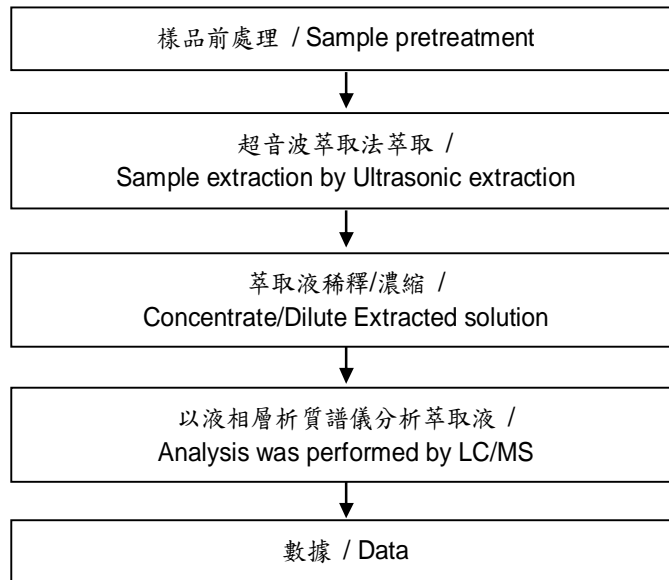 樣品前處理 / Sample pretreatment
超音波萃取法萃取 /
Sample extraction by Ultrasonic extraction
萃取液稀釋/濃縮 /
Concentrate/Dilute Extracted solution
以液相層析質譜儀分析萃取液 /
Analysis was performed by LC/MS
數據 / Data